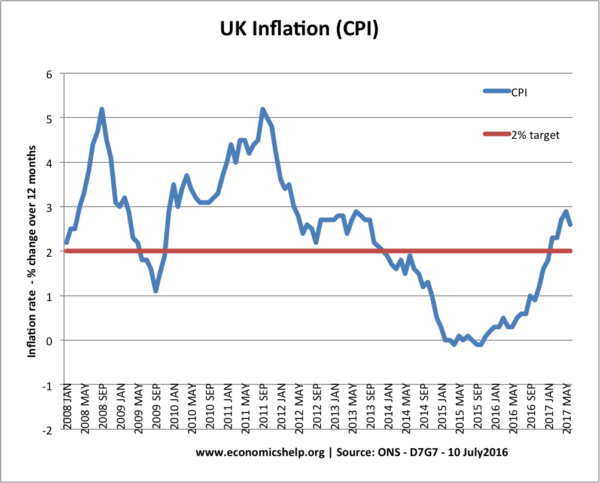 UK Inflation (CPI)
6
5
4
3
2
1
0
-1
-2
Inflation rate - % change over 12 months
CPI
2% target
2008 JAN
2008 MAY
2008 SEP
2009 JAN
2009 MAY
2009 SEP
2010 JAN
2010 MAY
2010 SEP
2011 JAN
2011 MAY
2011 SEP
2012 JAN
2012 MAY
2012 SEP
2013 JAN
2013 MAY
2013 SEP
2014 JAN
2014 MAY
2014 SEP
2015 JAN
2015 MAY
2015 SEP
2016 JAN
2016 MAY
2016 SEP
2017 JAN
2017 MAY
www.economicshelp.org | Source: ONS - D7G7 - 10 July2016